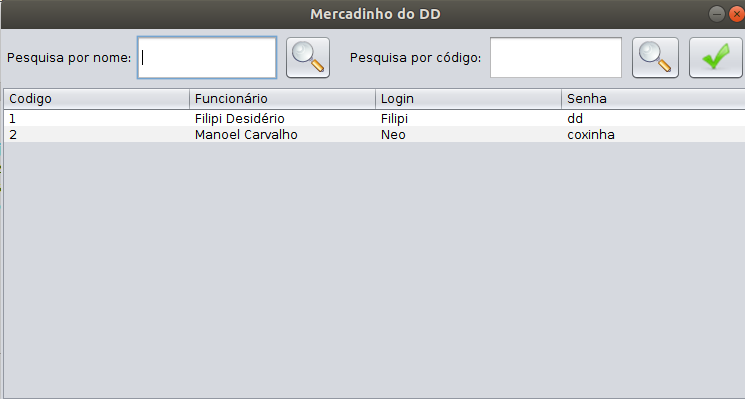 Mercadinho do DD
Pesquisa por nome: Pesquisa por código:
Codigo Funcionário Login Senha
1 Filipi Desidério Filipi dd
2 Manoel Carvalho Neo coxinha